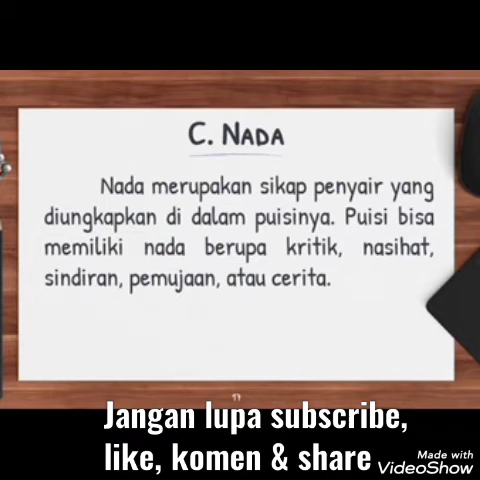 C. NADA
Nada merupakan sikap penyair yang
diungkapkan di dalam puisinya. Puisi bisa
memiliki nada berupa kritik, nasihat,
sindiran, pemujaan, atau cerita.
Jangan lupa subscribe,
like, komen & share
Made with
VideoShow